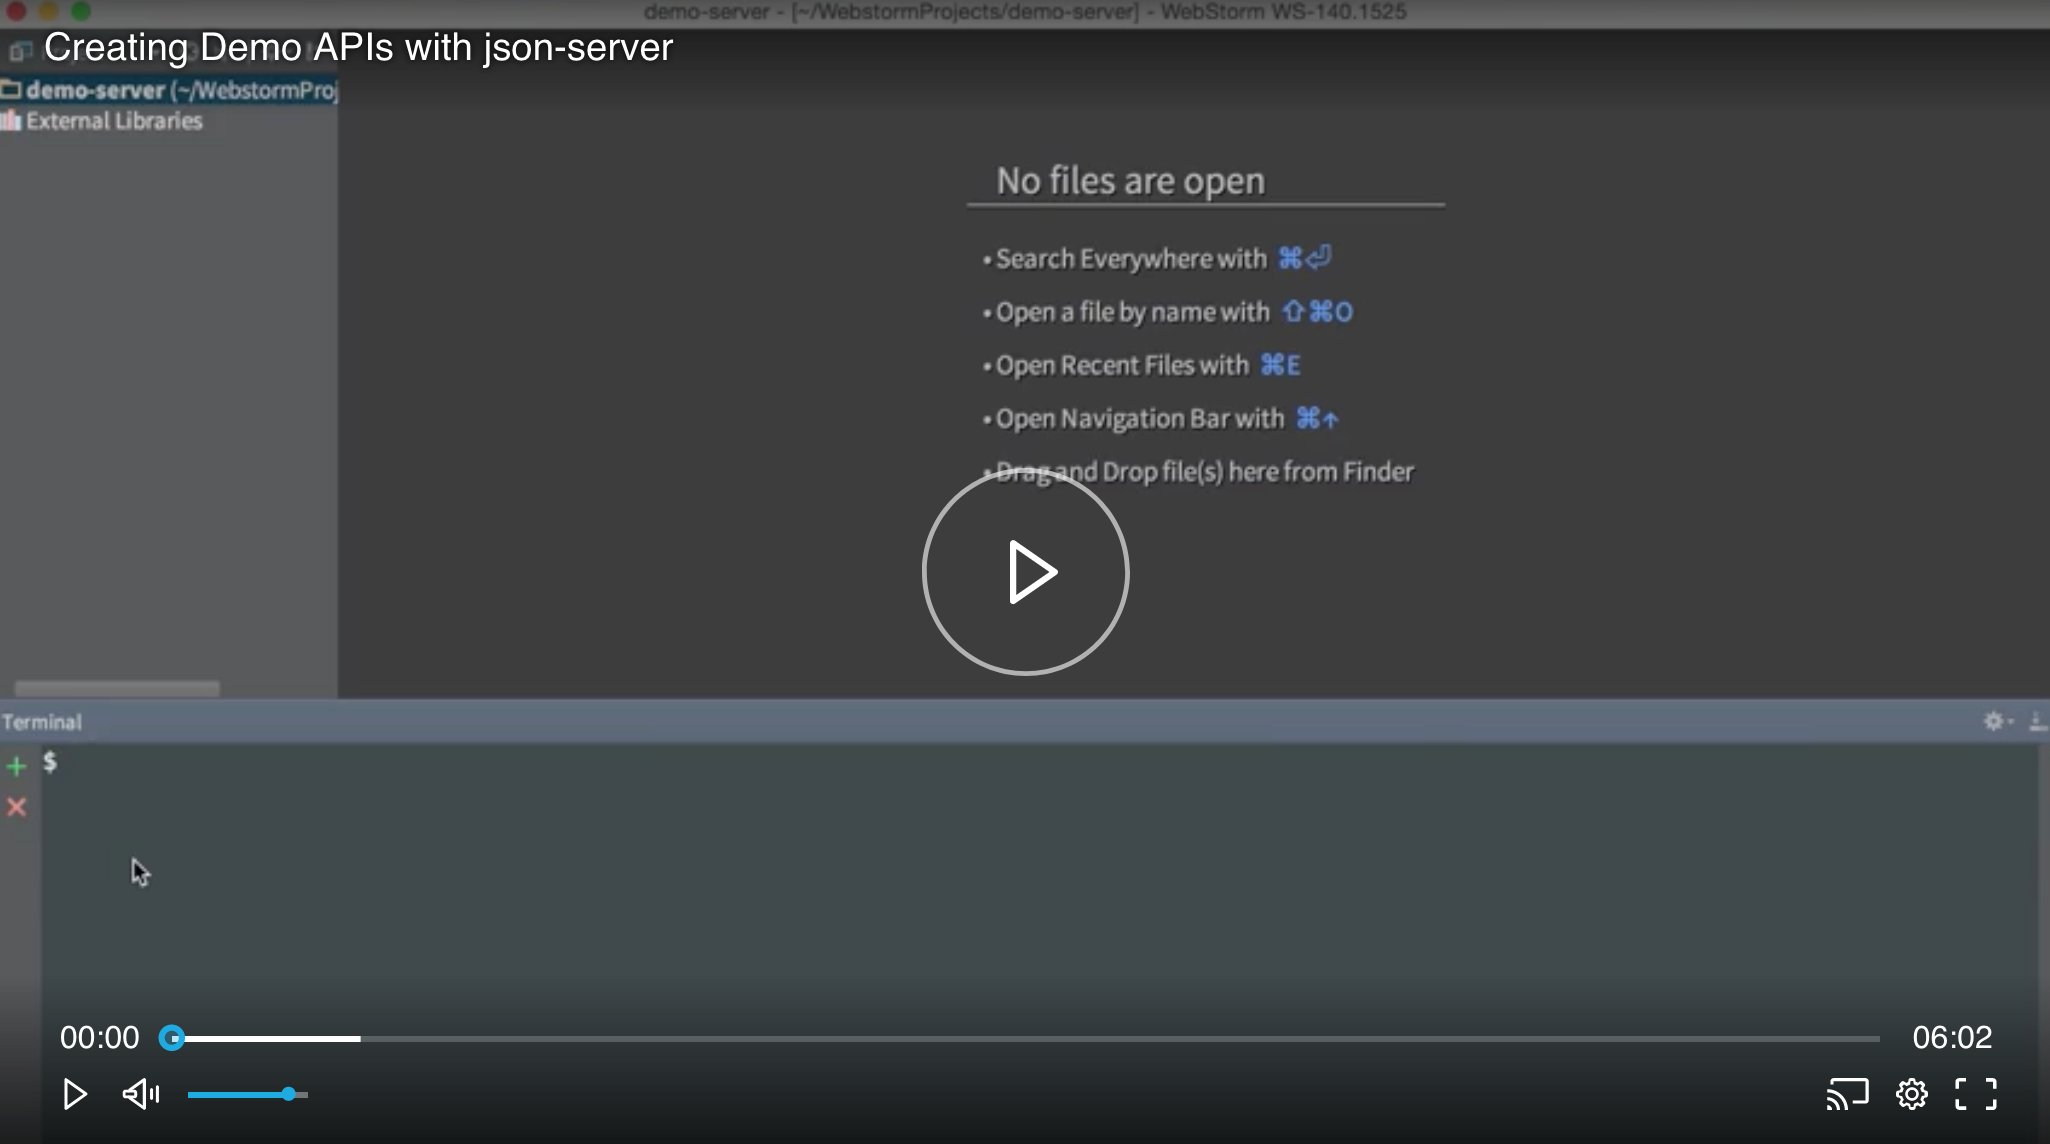 demo-server - [~/WebstormProjects/demo-server] - WebStorm WS-140.1525
Creating Demo APIs with json-server
demo-server (~/WebstormProj
External Libraries
No files are open
• Search Everywhere with ⌘⏎
• Open a file by name with ⇧⌘O
• Open Recent Files with ⌘E
• Open Navigation Bar with ⌘↑
• Drag and Drop file(s) here from Finder
Terminal
$
00:00
06:02